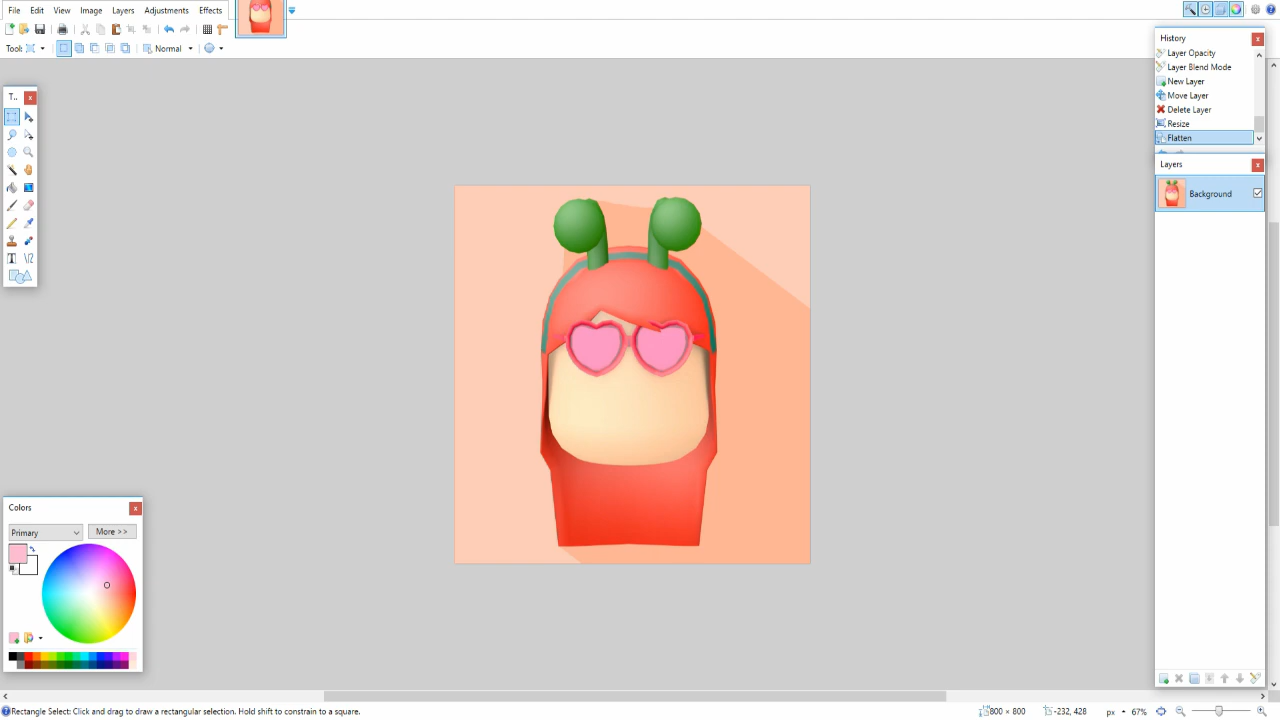 File Edit View Image Layers Adjustments Effects
Tool: Normal
History
Layer Opacity
Layer Blend Mode
New Layer
Move Layer
Delete Layer
Resize
Flatten
Layers
Background
T..
Colors
Primary More >>
Rectangle Select: Click and drag to draw a rectangular selection. Hold shift to constrain to a square. 800 × 800 -232, 428 px 67%